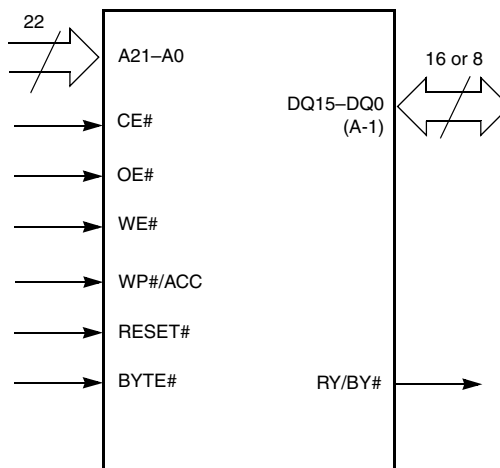 22
A21–A0
16 or 8
DQ15–DQ0
(A-1)
CE#
OE#
WE#
WP#/ACC
RESET#
BYTE#
RY/BY#